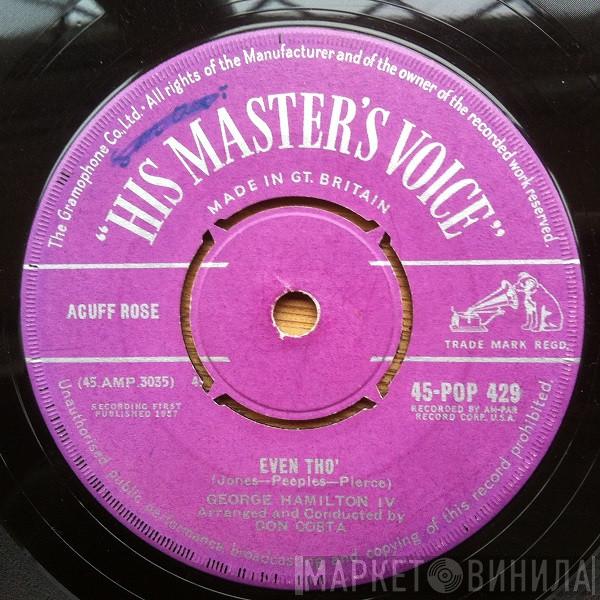 The Gramophone Co., Ltd. · All rights of the Manufacturer and of the owner of the recorded work reserved.
"HIS MASTER'S VOICE"
MADE IN GT. BRITAIN
ACUFF ROSE
TRADE MARK REGD.
(45.AMP.3035)
45-POP 429
RECORDING FIRST
PUBLISHED 1957
RECORDED BY AM-PAR
RECORD CORP. U.S.A.
EVEN THO'
(Jones—Peeples—Pierce)
GEORGE HAMILTON IV
Arranged and Conducted by
DON COSTA
Unauthorised public performance broadcasting and copying of this record prohibited.
МАРКЕТ ВИНИЛА